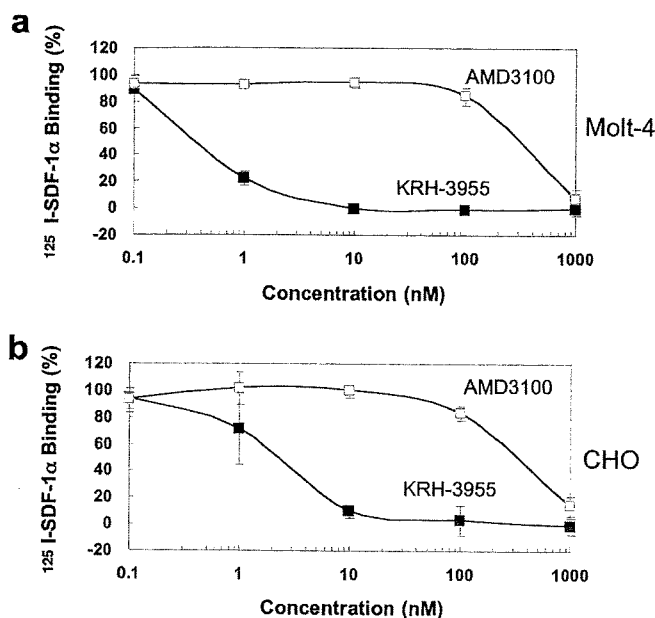 a
120
100
80
60
40
20
0
-20
125 I-SDF-1α Binding (%)
AMD3100
KRH-3955
Molt-4
0.1 1 10 100 1000
Concentration (nM)
b
120
100
80
60
40
20
0
-20
125 I-SDF-1α Binding (%)
AMD3100
KRH-3955
CHO
0.1 1 10 100 1000
Concentration (nM)